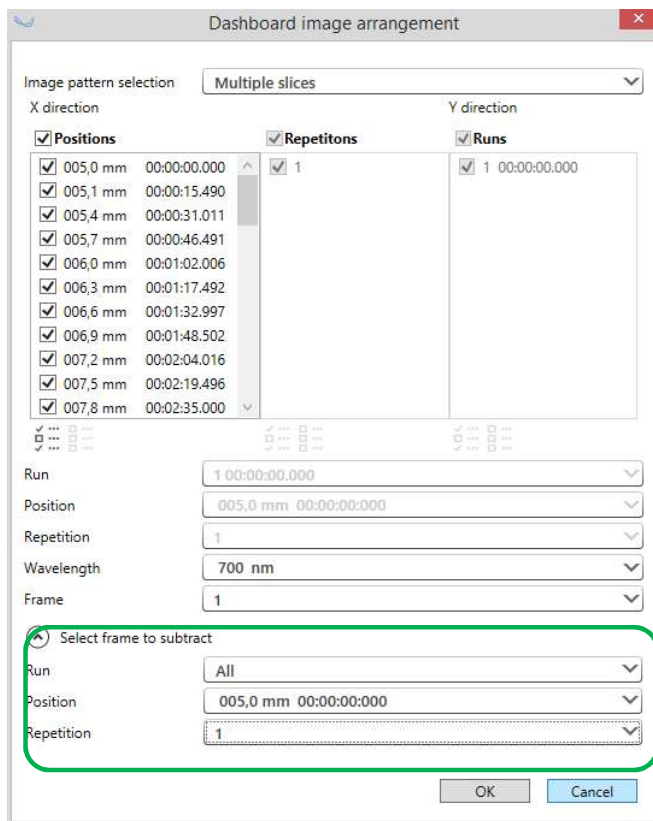 Dashboard image arrangement
Image pattern selection Multiple slices
X direction Y direction
Positions Repetitons Runs
005,0 mm 00:00:00.000 1 1 00:00:00.000
005,1 mm 00:00:15.490
005,4 mm 00:00:31.011
005,7 mm 00:00:46.491
006,0 mm 00:01:02.006
006,3 mm 00:01:17.492
006,6 mm 00:01:32.997
006,9 mm 00:01:48.502
007,2 mm 00:02:04.016
007,5 mm 00:02:19.496
007,8 mm 00:02:35.000
Run 1 00:00:00.000
Position 005,0 mm 00:00:00:000
Repetition 1
Wavelength 700 nm
Frame 1
Select frame to subtract
Run All
Position 005,0 mm 00:00:00:000
Repetition 1
OK Cancel